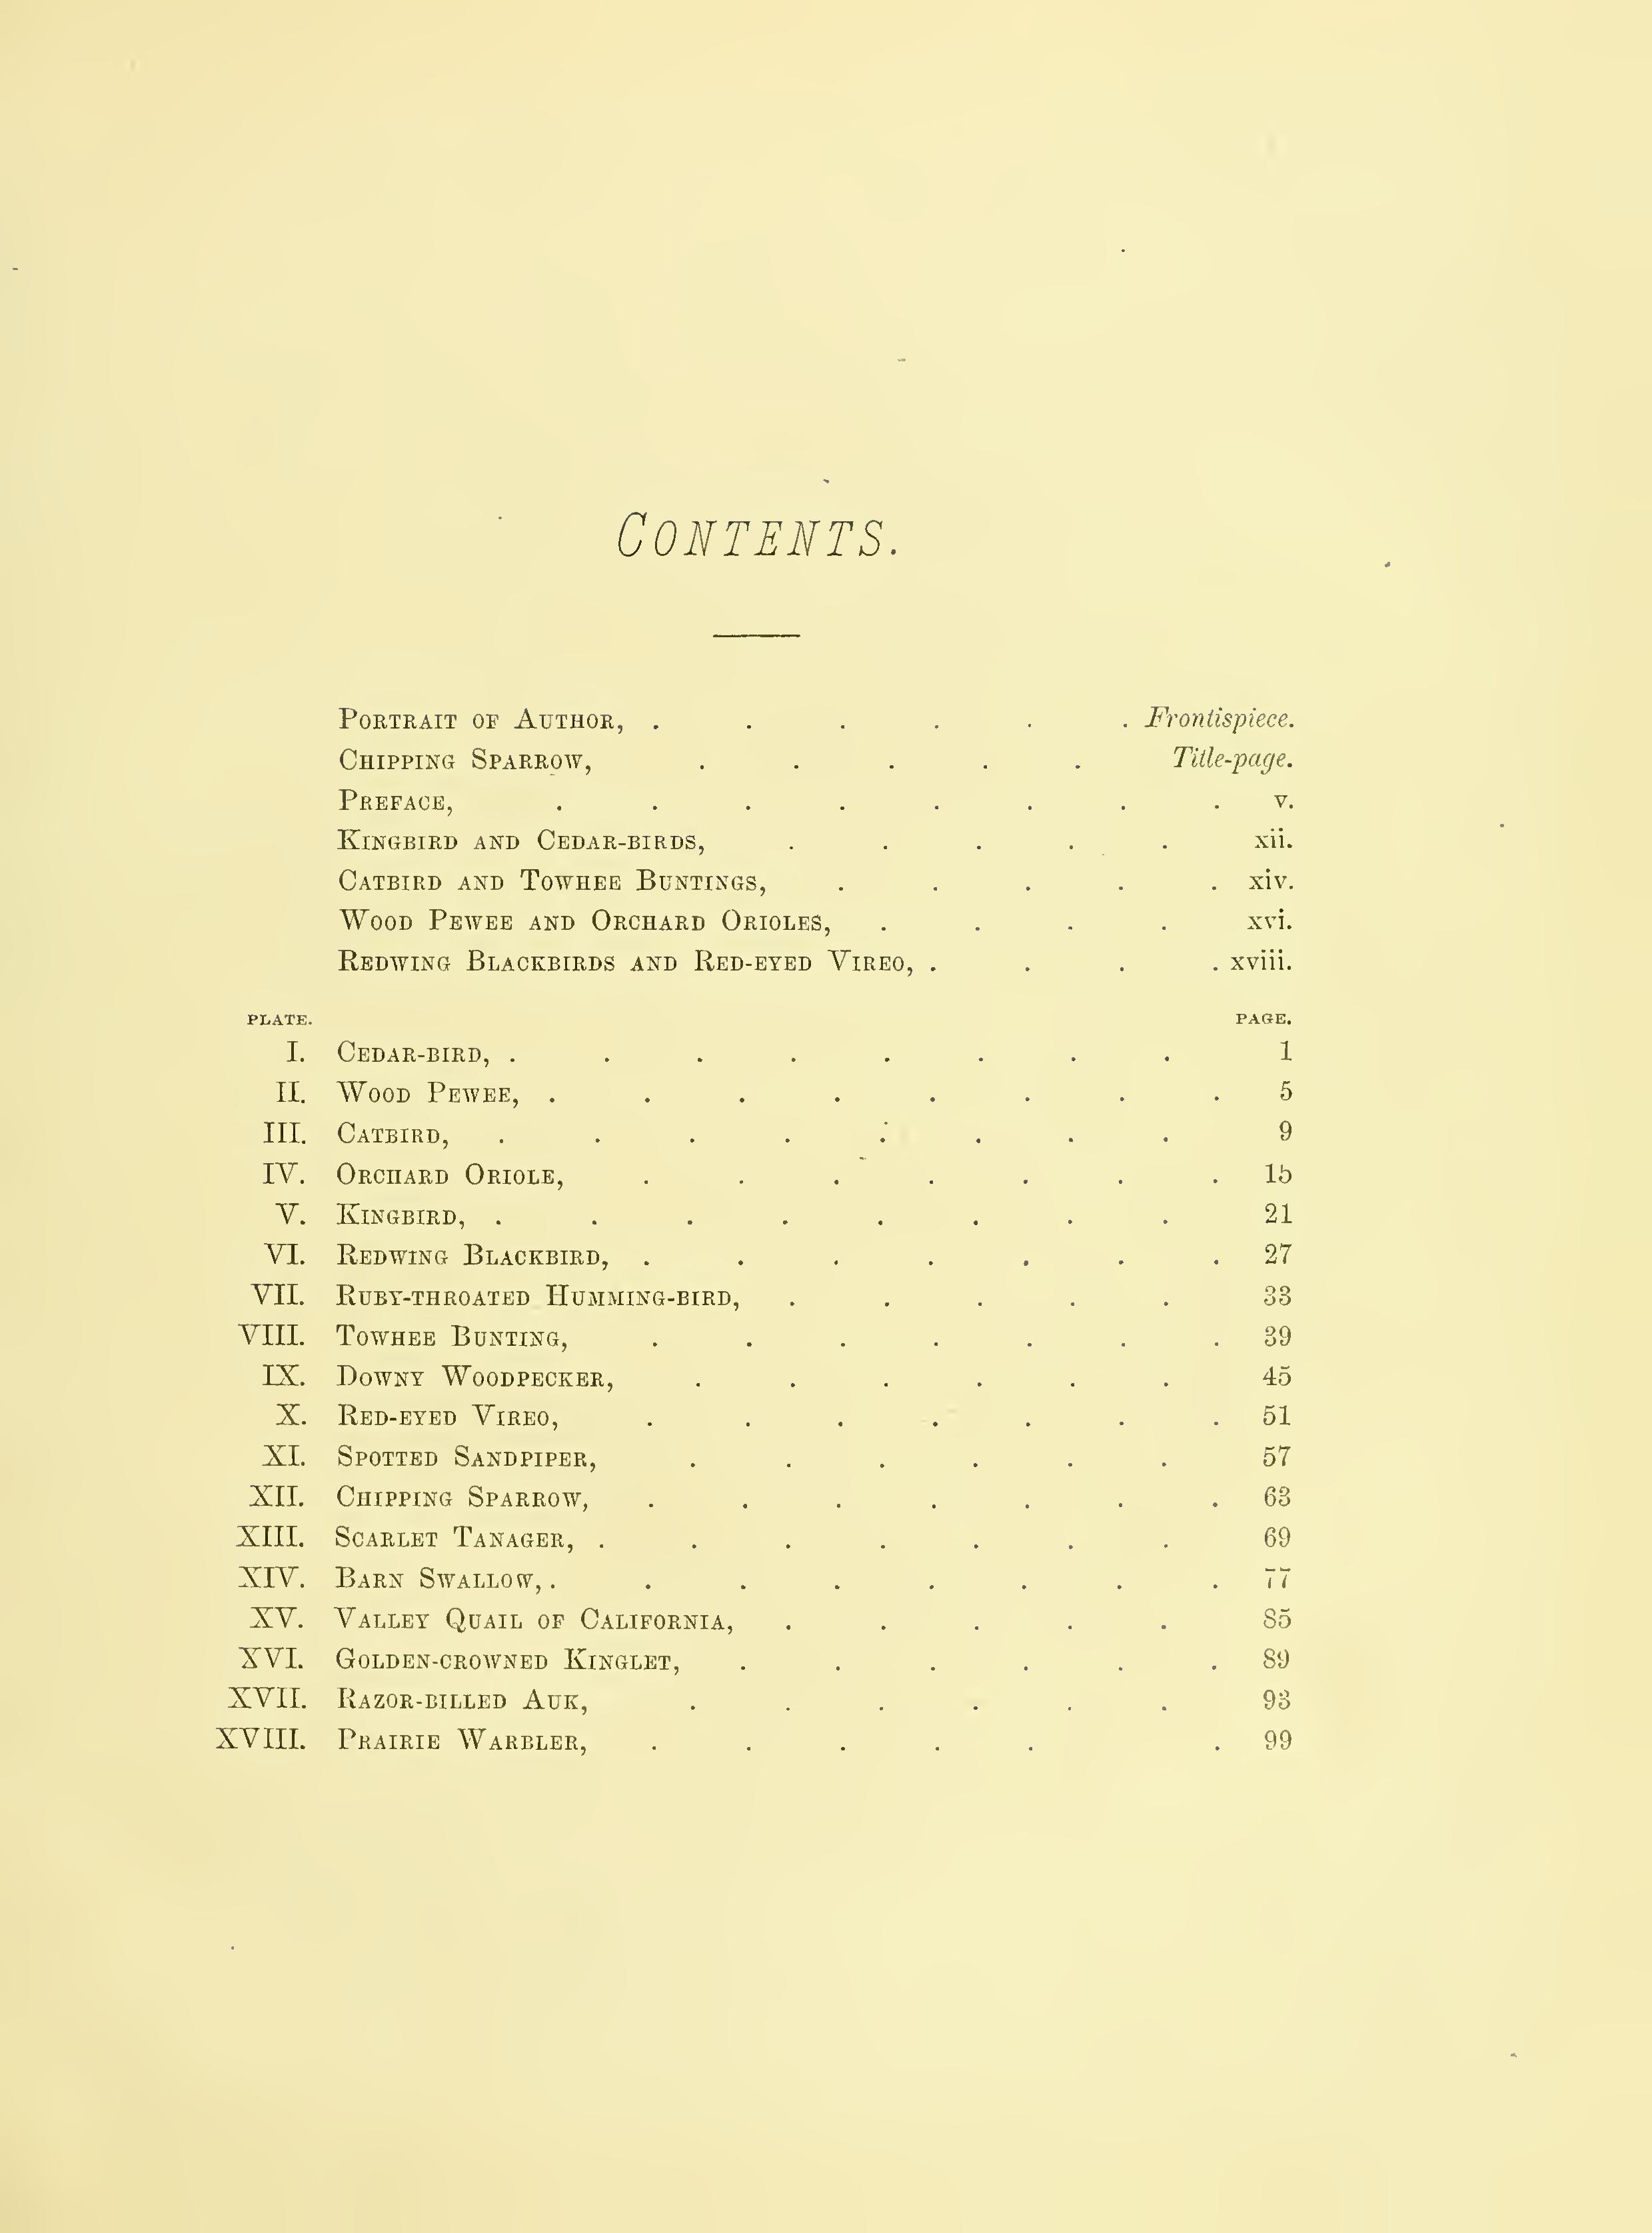 CONTENTS.
PORTRAIT OF AUTHOR, . . . . . . Frontispiece.
CHIPPING SPARROW, . . . . . Title-page.
PREFACE, . . . . . . . . v.
KINGBIRD AND CEDAR-BIRDS, . . . . . xii.
CATBIRD AND TOWHEE BUNTINGS, . . . . . xiv.
WOOD PEWEE AND ORCHARD ORIOLES, . . . . xvi.
REDWING BLACKBIRDS AND RED-EYED VIREO, . . . . xviii.
PLATE. PAGE.
I. CEDAR-BIRD, . . . . . . . . 1
II. WOOD PEWEE, . . . . . . . . 5
III. CATBIRD, . . . . . . . . 9
IV. ORCHARD ORIOLE, . . . . . . . 15
V. KINGBIRD, . . . . . . . . 21
VI. REDWING BLACKBIRD, . . . . . . . 27
VII. RUBY-THROATED HUMMING-BIRD, . . . . . 33
VIII. TOWHEE BUNTING, . . . . . . . 39
IX. DOWNY WOODPECKER, . . . . . . 45
X. RED-EYED VIREO, . . . . . . . 51
XI. SPOTTED SANDPIPER, . . . . . . 57
XII. CHIPPING SPARROW, . . . . . . . 63
XIII. SCARLET TANAGER, . . . . . . . 69
XIV. BARN SWALLOW, . . . . . . . . 77
XV. VALLEY QUAIL OF CALIFORNIA, . . . . . 85
XVI. GOLDEN-CROWNED KINGLET, . . . . . . 89
XVII. RAZOR-BILLED AUK, . . . . . . 93
XVIII. PRAIRIE WARBLER, . . . . . . 99